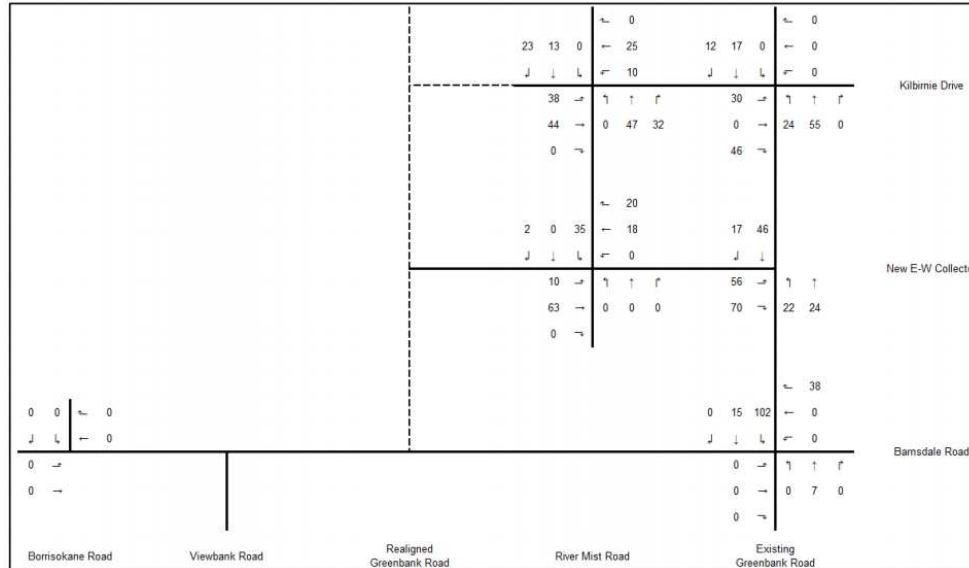 0 0
23 13 0 ← 25 12 17 0 ← 0
↲ ↓ ↳ 10 ↲ ↓ ↳ 0
Kilbirnie Drive
38 ↰ ↑ ↱ 30 ↰ ↑ ↱
44 → 0 47 32 0 → 24 55 0
0 46
20
2 0 35 ← 18 17 46
↲ ↓ ↳ 0 ↲ ↓
New E-W Collecto
10 ↰ ↑ ↱ 56 ↰ ↑
63 → 0 0 0 70 22 24
0
38
0 0 0 0 15 102 ← 0
↲ ↳ ← 0 ↲ ↓ ↳ 0
Barnsdale Road
0 0 ↰ ↑ ↱
0 → 0 → 0 7 0
0
Borrisokane Road Viewbank Road Realigned River Mist Road Existing
Greenbank Road Greenbank Road